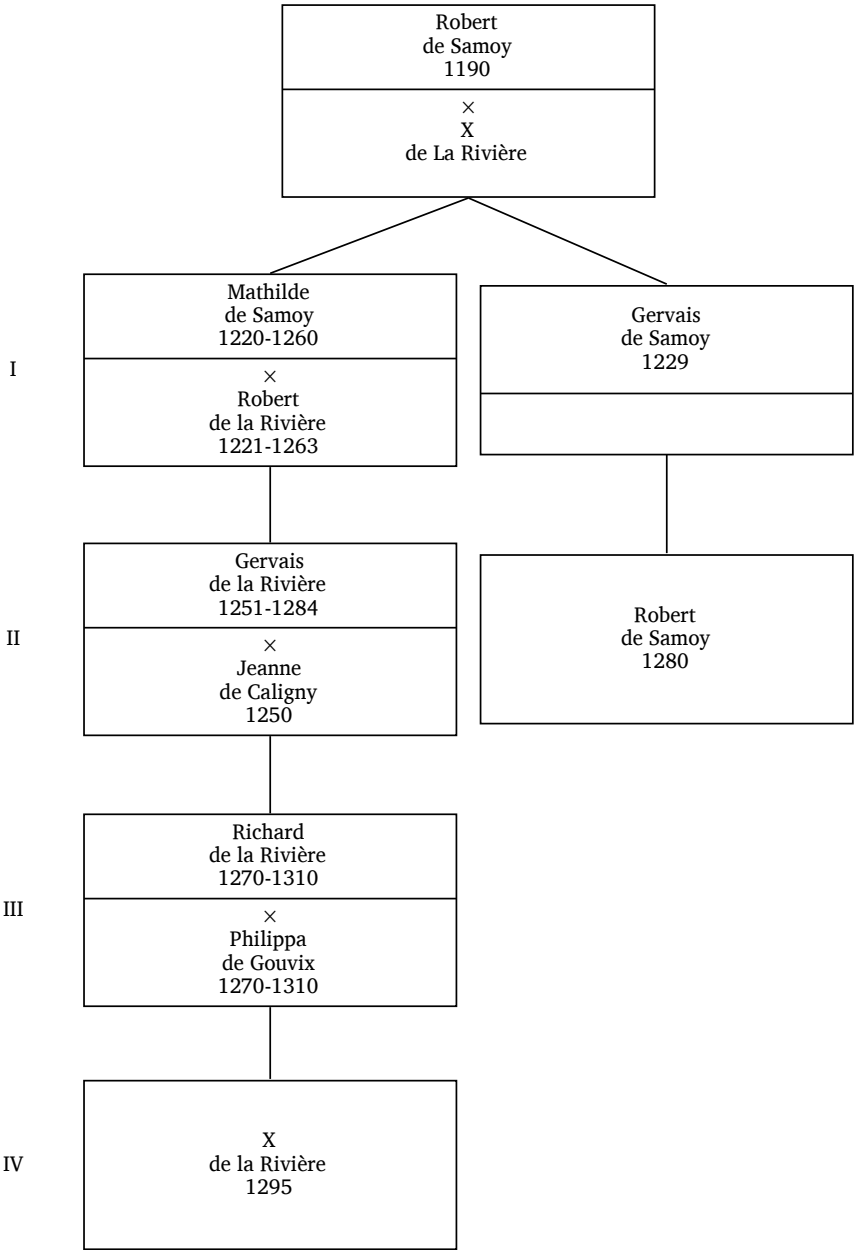 Robert
de Samoy
1190
×
X
de La Rivière
I
Mathilde
de Samoy
1220-1260
×
Robert
de la Rivière
1221-1263
Gervais
de Samoy
1229
II
Gervais
de la Rivière
1251-1284
×
Jeanne
de Caligny
1250
Robert
de Samoy
1280
III
Richard
de la Rivière
1270-1310
×
Philippa
de Gouvix
1270-1310
IV
X
de la Rivière
1295